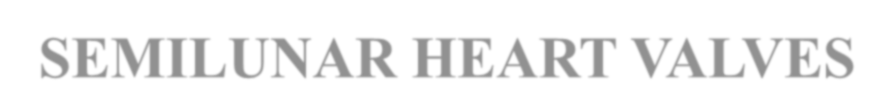 SEMILUNAR HEART VALVES